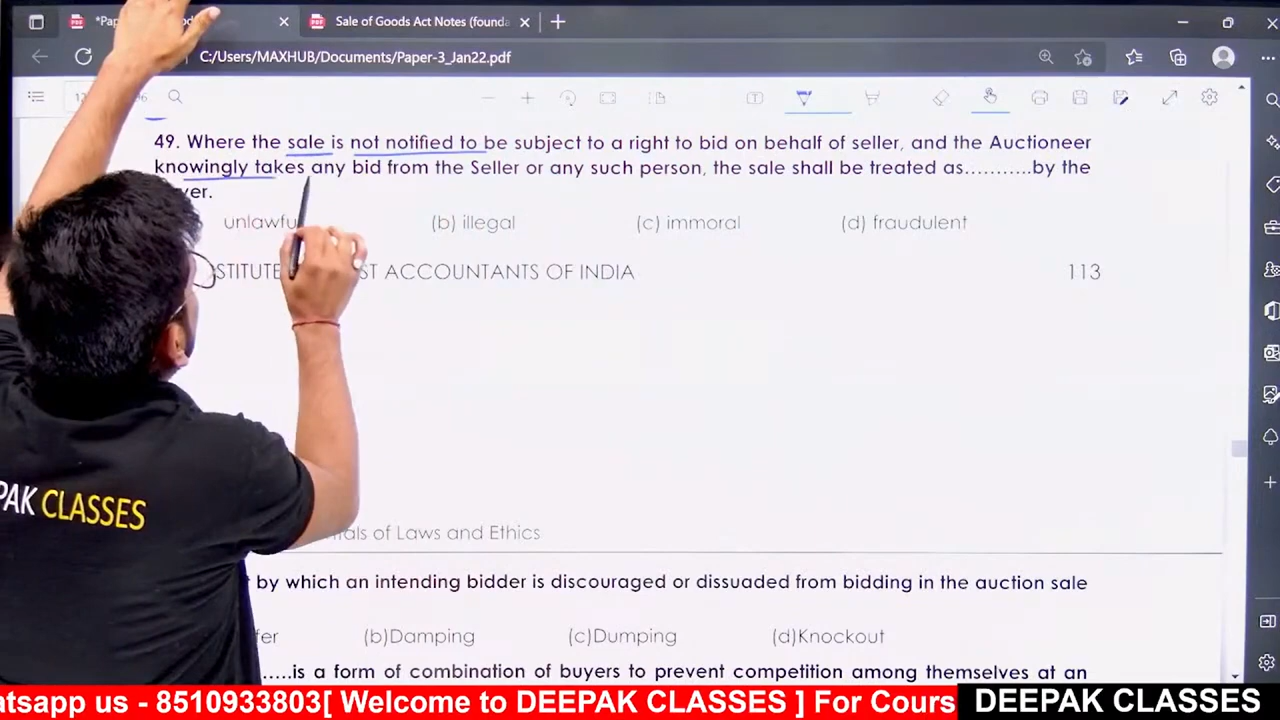 Sale of Goods Act Notes (founda
C:/Users/MAXHUB/Documents/Paper-3_Jan22.pdf
49. Where the sale is not notified to be subject to a right to bid on behalf of seller, and the Auctioneer
knowingly takes any bid from the Seller or any such person, the sale shall be treated as...........by the
yer.
unlawfu (b) illegal (c) immoral (d) fraudulent
STITUTE ST ACCOUNTANTS OF INDIA 113
tals of Laws and Ethics
by which an intending bidder is discouraged or dissuaded from bidding in the auction sale
fer (b)Damping (c)Dumping (d)Knockout
.....is a form of combination of buyers to prevent competition among themselves at an
PAK CLASSES
atsapp us - 8510933803[ Welcome to DEEPAK CLASSES ] For Cours
DEEPAK CLASSES